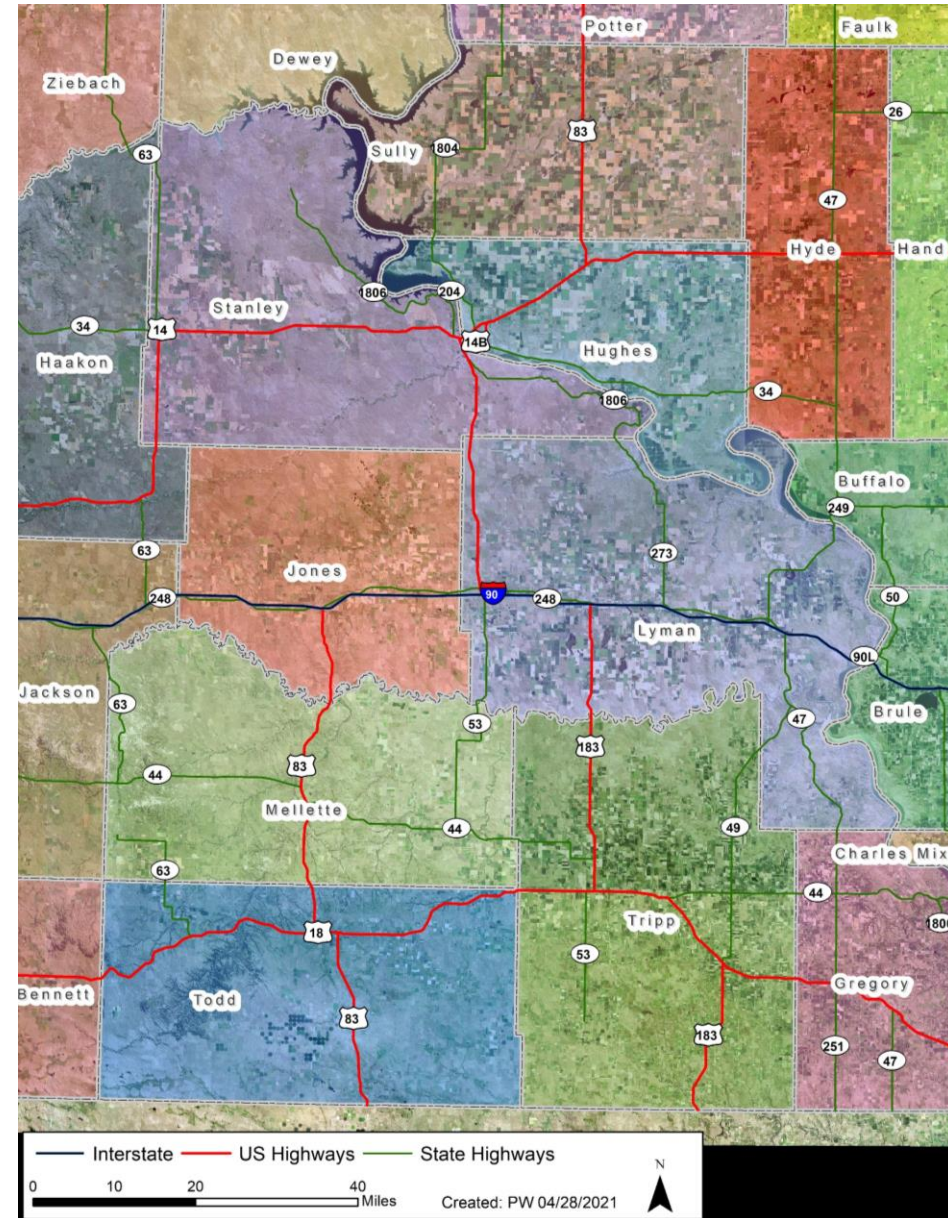 Potter
Faulk
Dewey
Ziebach
26
83
1804
Sully
63
47
Hyde
Hand
1806
204
Stanley
34
14
14B
Haakon
Hughes
34
1806
Buffalo
249
63
273
Jones
90
248
248
50
Lyman
90L
Jackson
63
Brule
53
47
183
83
44
Mellette
44
49
Charles Mix
63
44
Tripp
18
53
Gregory
Bennett
Todd
83
183
251
47
Interstate US Highways State Highways
N
0 10 20 40
Miles
Created: PW 04/28/2021